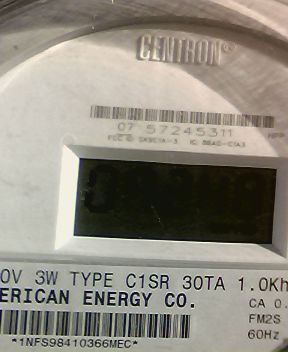 CENTRON®
07 57245311
0V 3W TYPE C1SR 30TA 1.0Kh
ERICAN ENERGY CO.
CA 0.
FM2S
60Hz
*1NFS98410366MEC*